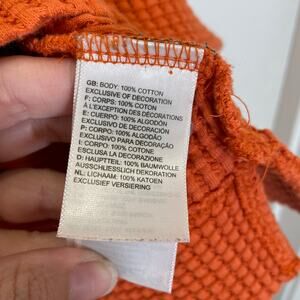 GB: BODY: 100% COTTON
EXCLUSIVE OF DECORATION
F: CORPS: 100% COTON
À L'EXCEPTION DES DÉCORATIONS
E: CUERPO: 100% ALGODÓN
EXCLUSIVO DE DECORACIÓN
P: CORPO: 100% ALGODÃO
EXCLUSIVO PARA DECORAÇÃO
I: CORPO: 100% COTONE
ESCLUSA LA DECORAZIONE
D: HAUPTTEIL: 100% BAUMWOLLE
AUSSCHLIESSLICH DEKORATION
NL: LICHAAM: 100% KATOEN
EXCLUSIEF VERSIERING